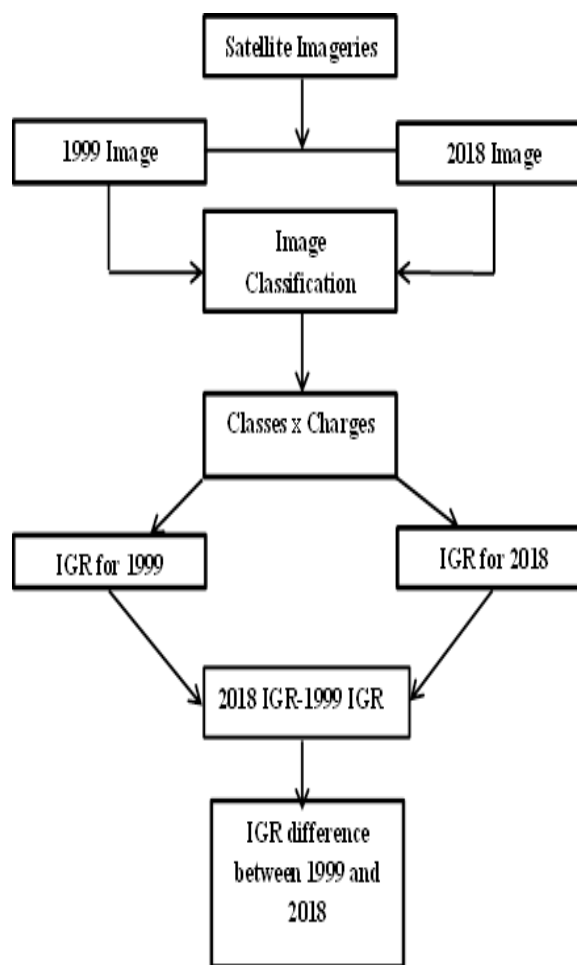 Satellite Imageries
1999 Image
2018 Image
Image
Classification
Classes x Charges
IGR for 1999
IGR for 2018
2018 IGR-1999 IGR
IGR difference
between 1999 and
2018